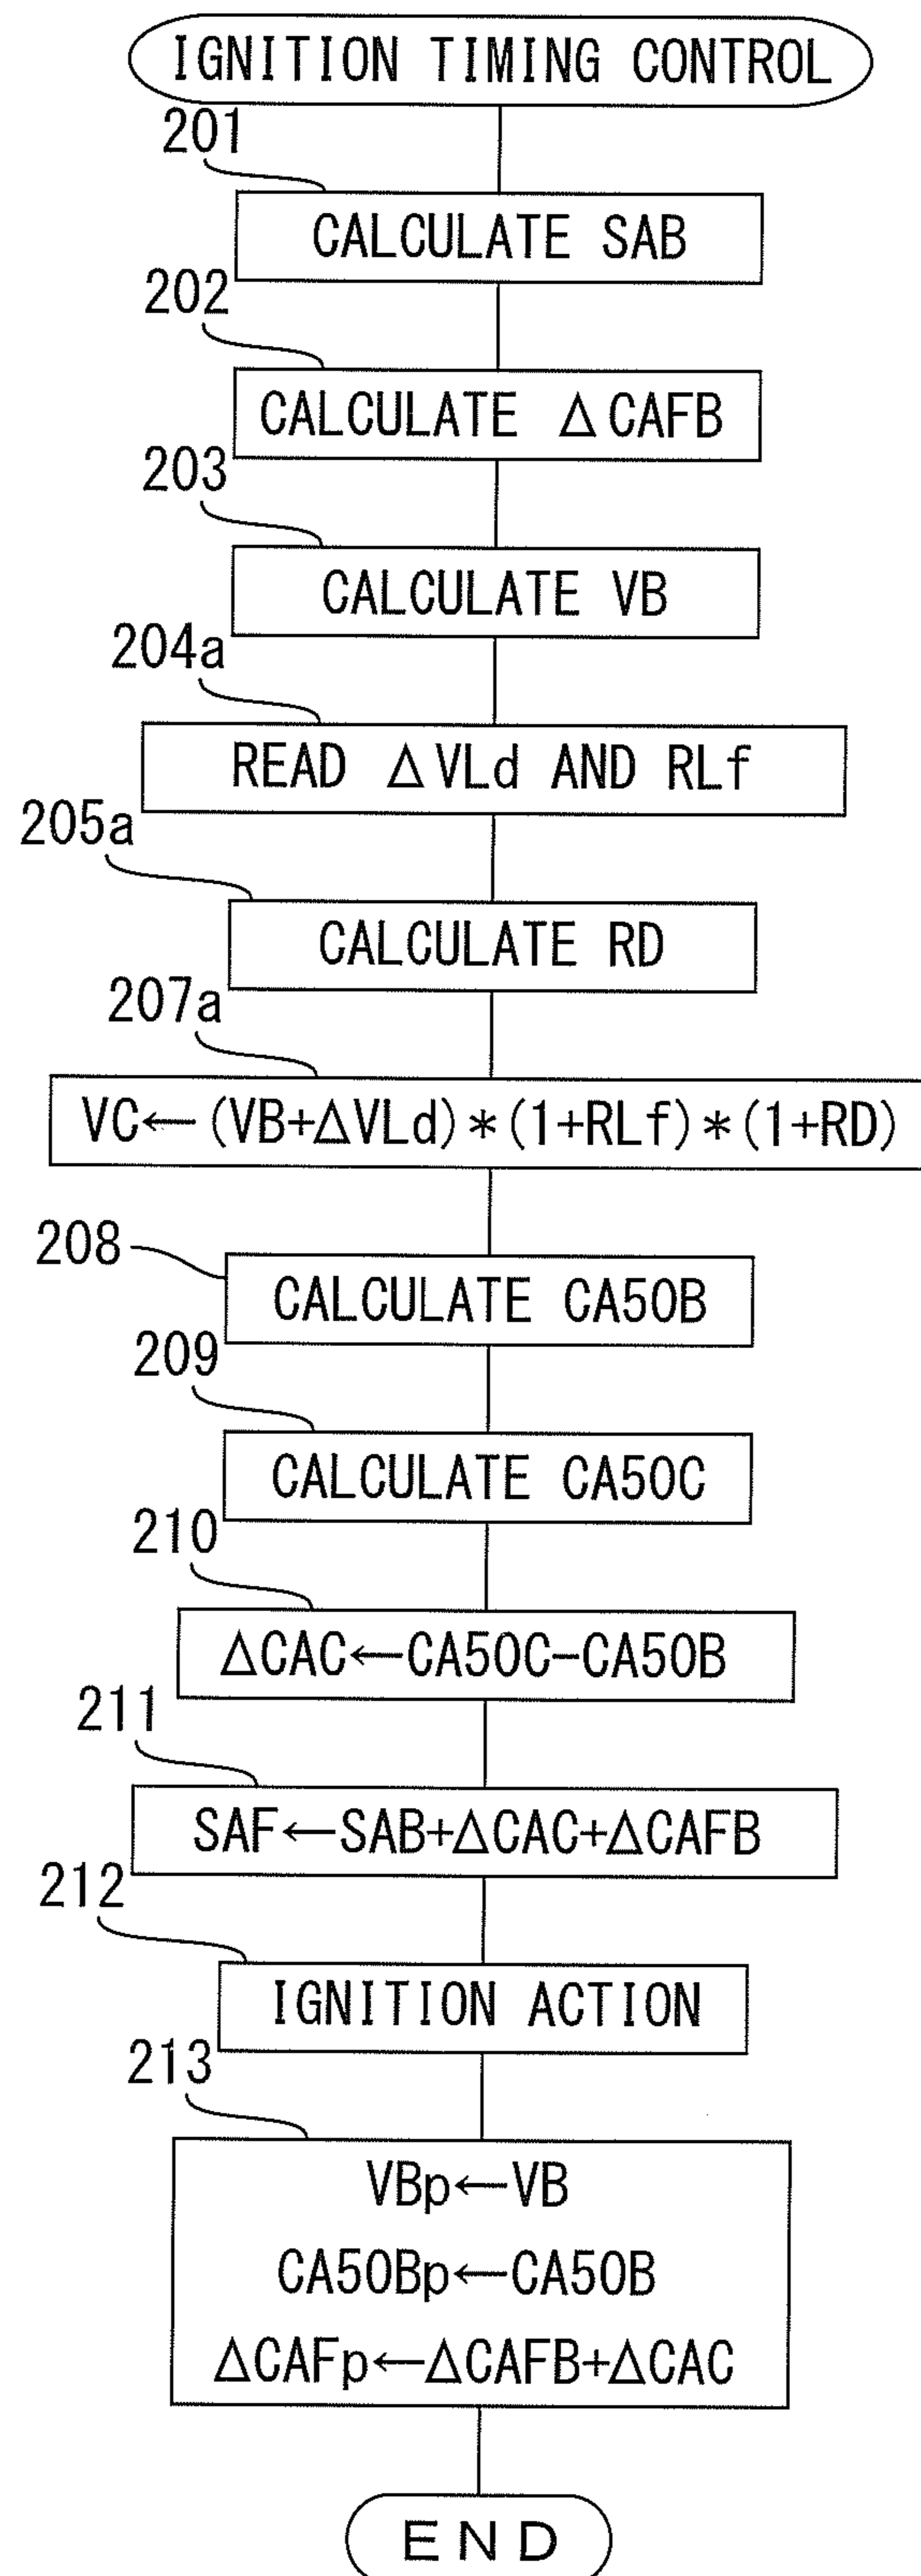 IGNITION TIMING CONTROL
201
CALCULATE SAB
202
CALCULATE ΔCAFB
203
CALCULATE VB
204a
READ ΔVLd AND RLf
205a
CALCULATE RD
207a
VC←(VB+ΔVLd)*(1+RLf)*(1+RD)
208
CALCULATE CA50B
209
CALCULATE CA50C
210
ΔCAC←CA50C-CA50B
211
SAF←SAB+ΔCAC+ΔCAFB
212
IGNITION ACTION
213
VBp←VB
CA50Bp←CA50B
ΔCAFp←ΔCAFB+ΔCAC
END